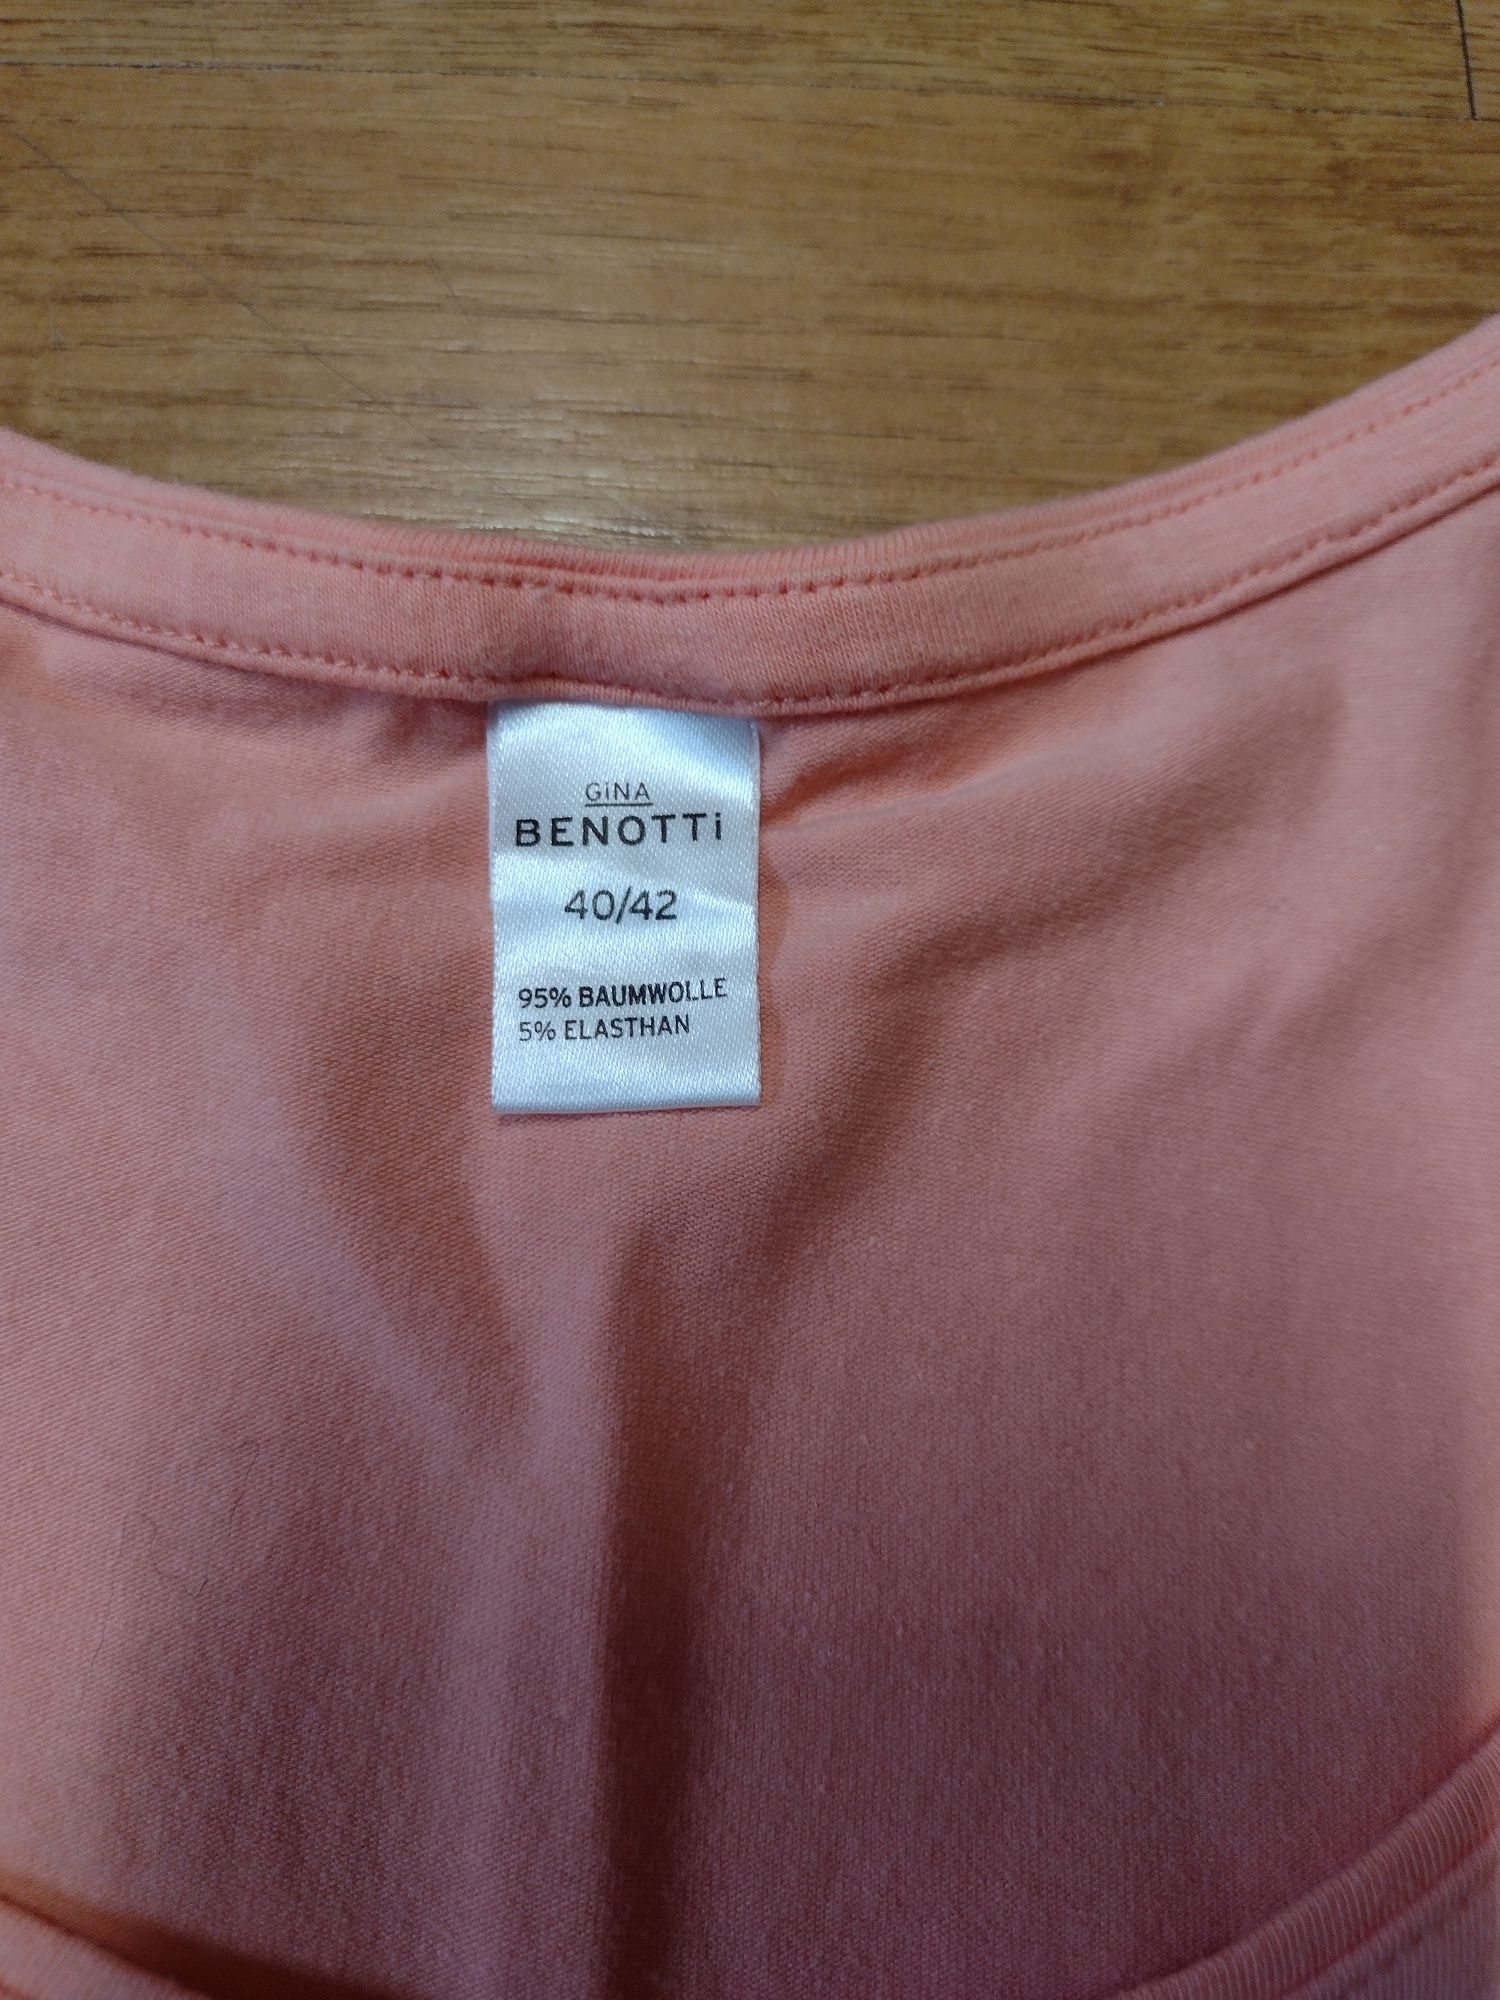 GiNA
BENOTTi
40/42
95% BAUMWOLLE
5% ELASTHAN